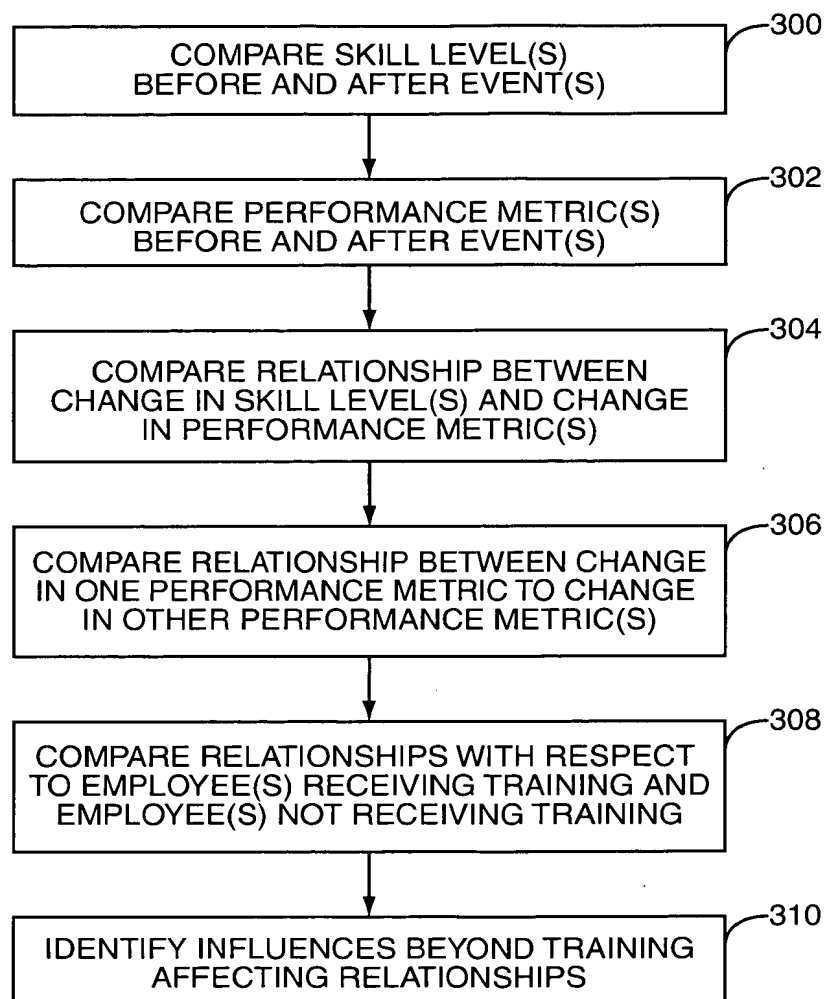 300
COMPARE SKILL LEVEL(S)
BEFORE AND AFTER EVENT(S)
302
COMPARE PERFORMANCE METRIC(S)
BEFORE AND AFTER EVENT(S)
304
COMPARE RELATIONSHIP BETWEEN
CHANGE IN SKILL LEVEL(S) AND CHANGE
IN PERFORMANCE METRIC(S)
306
COMPARE RELATIONSHIP BETWEEN CHANGE
IN ONE PERFORMANCE METRIC TO CHANGE
IN OTHER PERFORMANCE METRIC(S)
308
COMPARE RELATIONSHIPS WITH RESPECT
TO EMPLOYEE(S) RECEIVING TRAINING AND
EMPLOYEE(S) NOT RECEIVING TRAINING
310
IDENTIFY INFLUENCES BEYOND TRAINING
AFFECTING RELATIONSHIPS